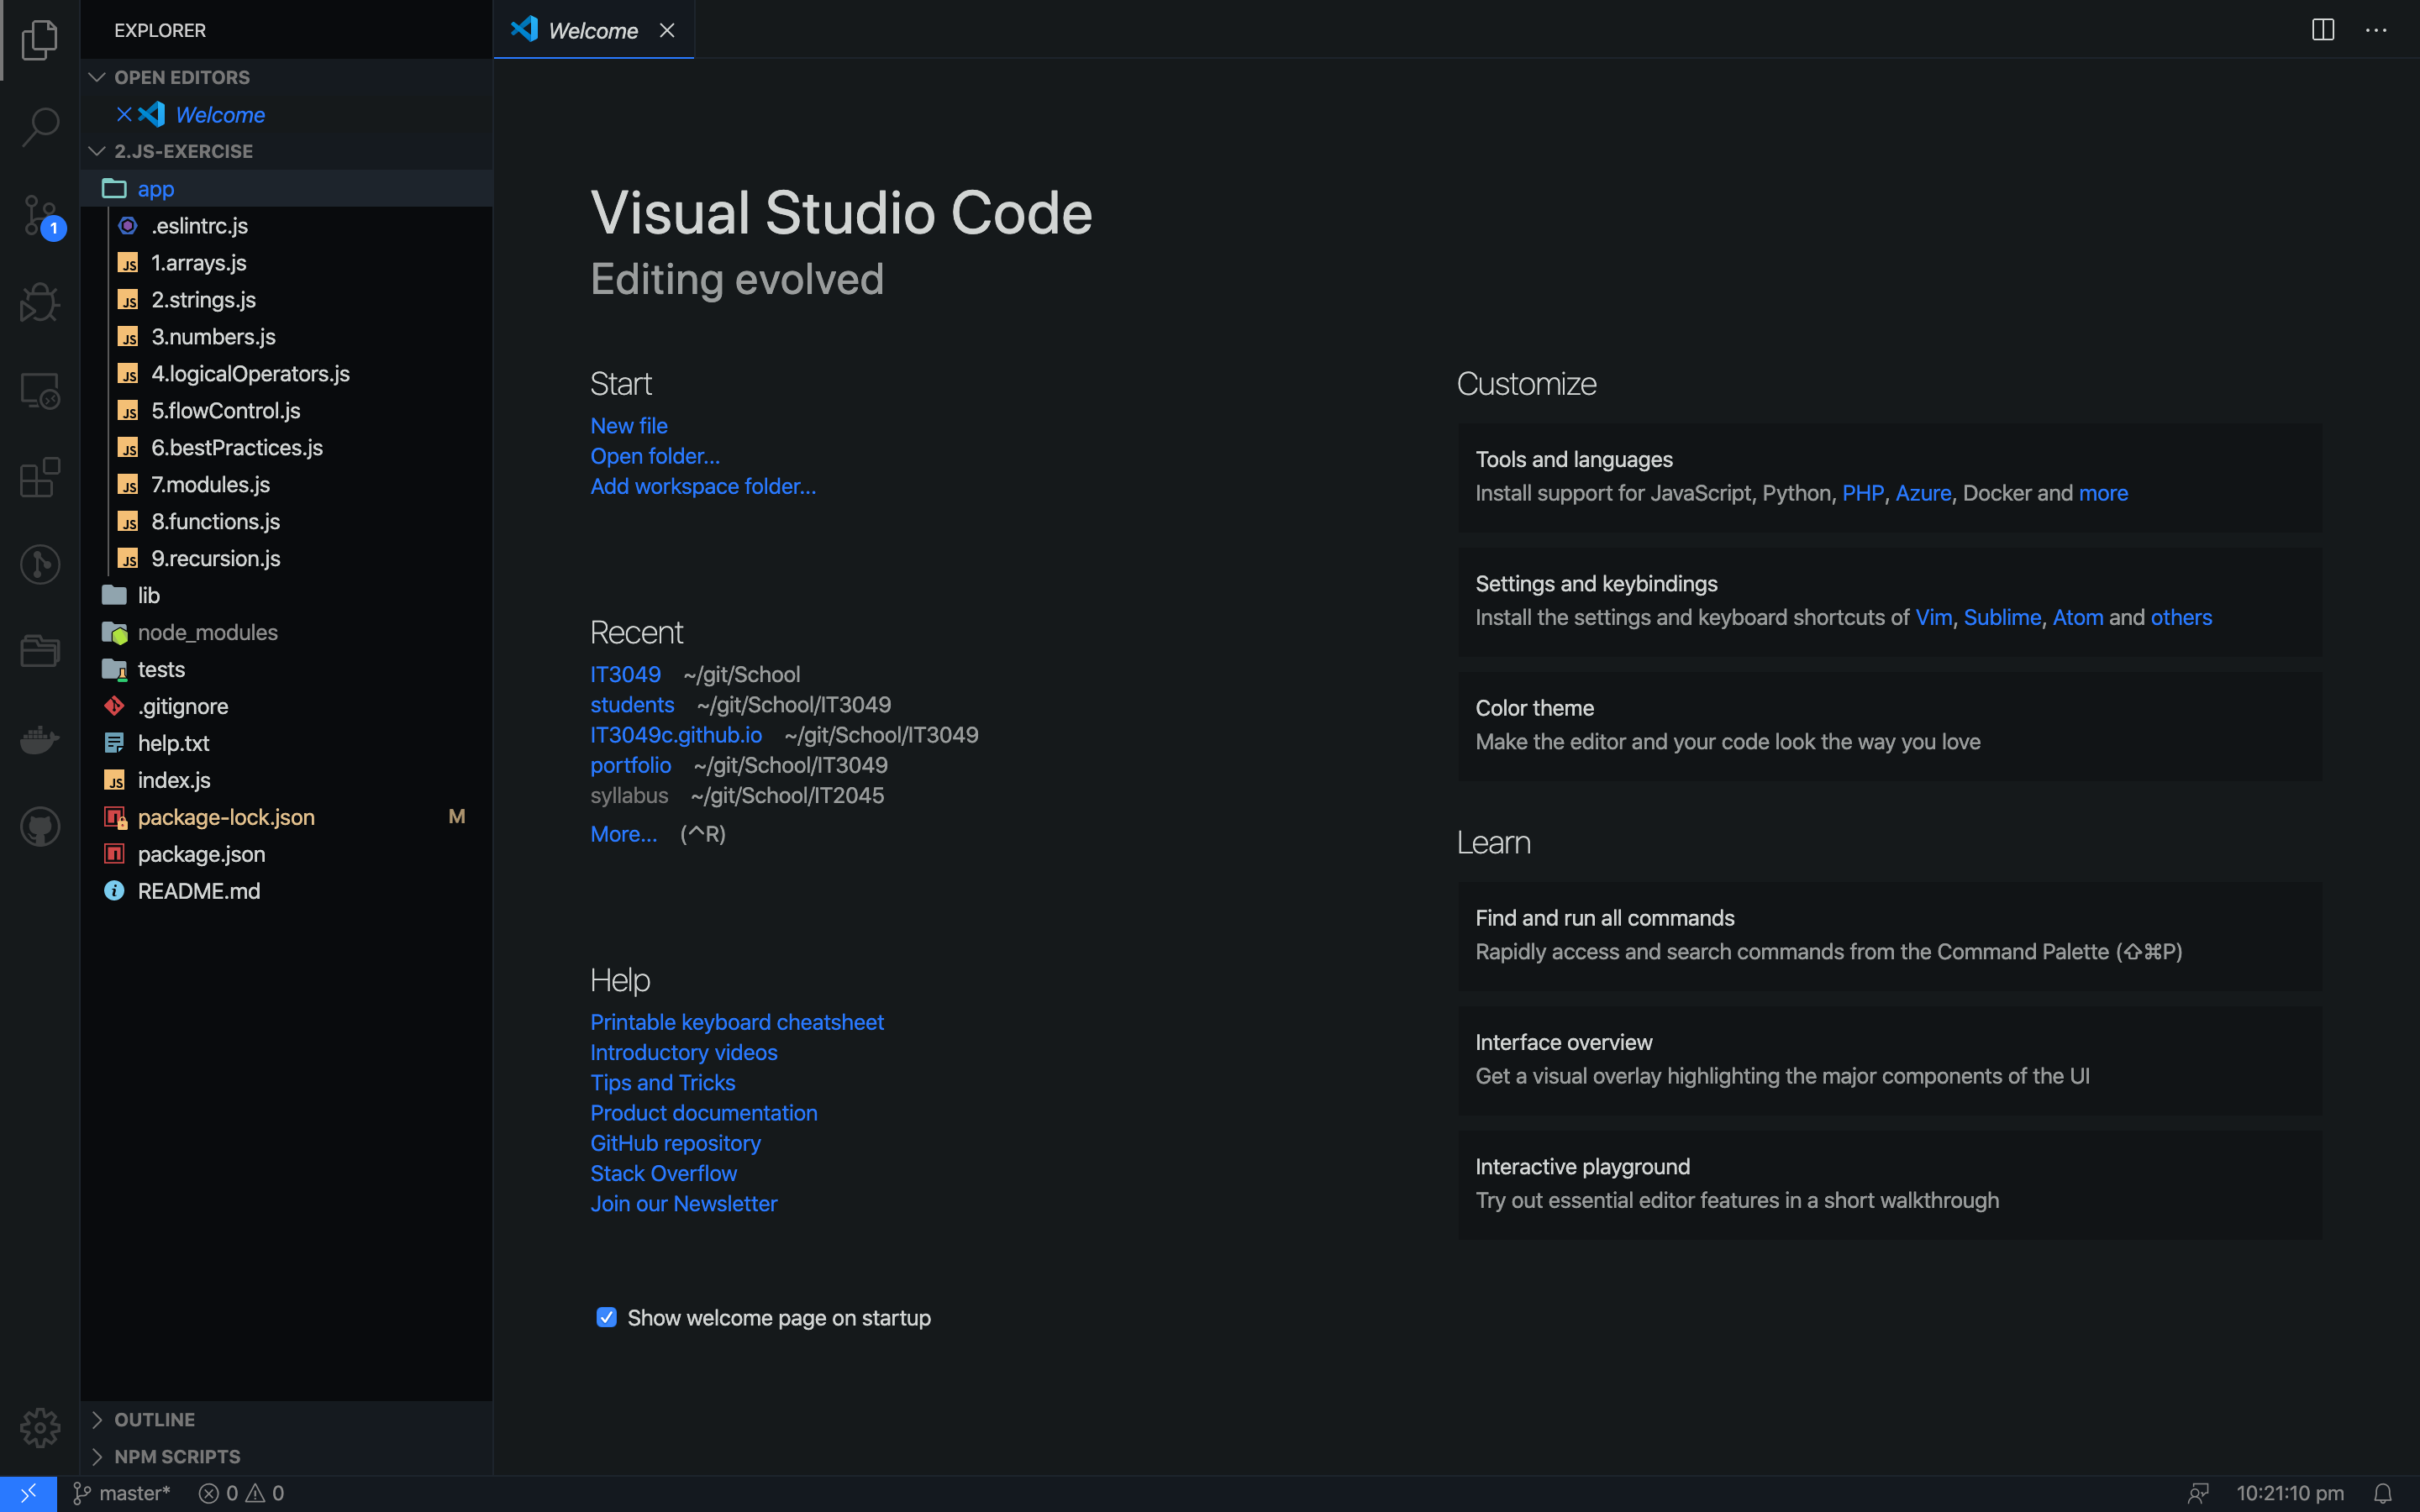 EXPLORER
OPEN EDITORS
Welcome
2.JS-EXERCISE
app
.eslintrc.js
1.arrays.js
2.strings.js
3.numbers.js
4.logicalOperators.js
5.flowControl.js
6.bestPractices.js
7.modules.js
8.functions.js
9.recursion.js
lib
node_modules
tests
.gitignore
help.txt
index.js
package-lock.json M
package.json
README.md
OUTLINE
NPM SCRIPTS
1
Welcome
Visual Studio Code
Editing evolved
Start
New file
Open folder...
Add workspace folder...
Recent
IT3049 ~/git/School
students ~/git/School/IT3049
IT3049c.github.io ~/git/School/IT3049
portfolio ~/git/School/IT3049
syllabus ~/git/School/IT2045
More... (^R)
Help
Printable keyboard cheatsheet
Introductory videos
Tips and Tricks
Product documentation
GitHub repository
Stack Overflow
Join our Newsletter
Show welcome page on startup
Customize
Tools and languages
Install support for JavaScript, Python, PHP, Azure, Docker and more
Settings and keybindings
Install the settings and keyboard shortcuts of Vim, Sublime, Atom and others
Color theme
Make the editor and your code look the way you love
Learn
Find and run all commands
Rapidly access and search commands from the Command Palette (⇧⌘P)
Interface overview
Get a visual overlay highlighting the major components of the UI
Interactive playground
Try out essential editor features in a short walkthrough
master* 0 0
10:21:10 pm